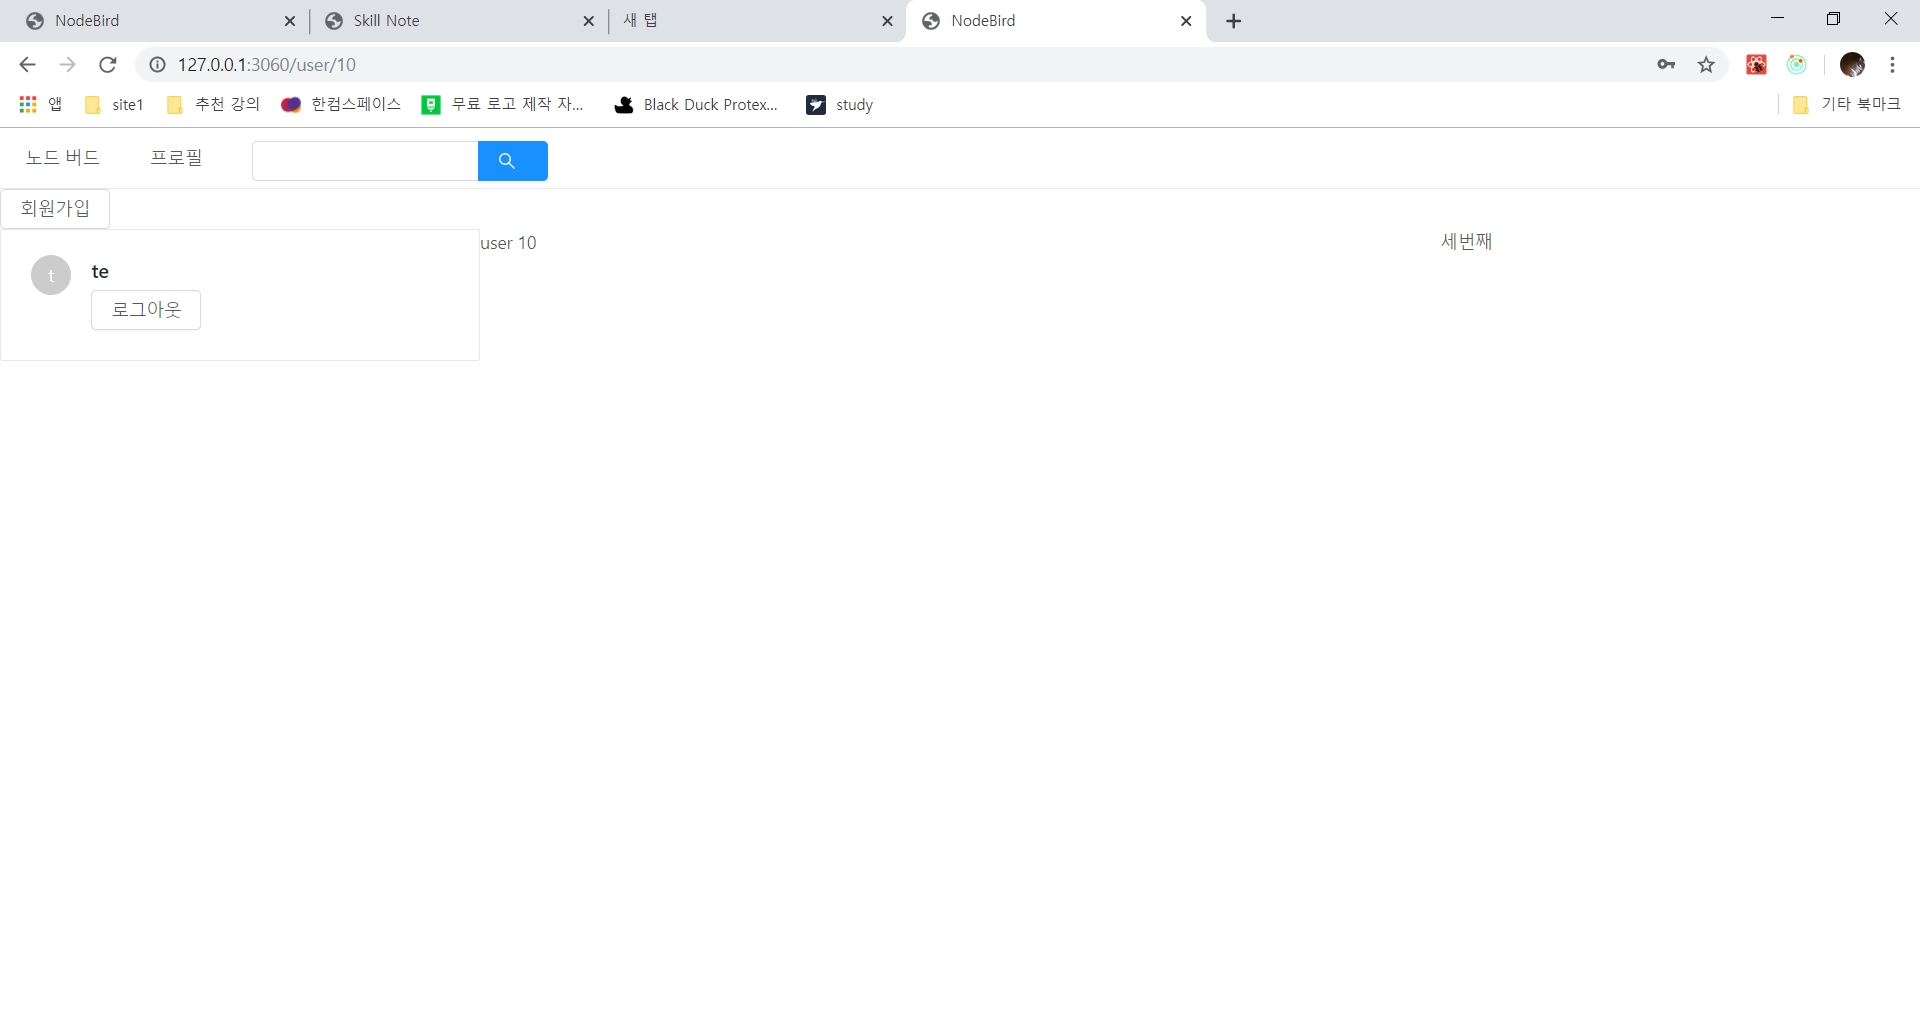 NodeBird
Skill Note
새 탭
NodeBird
127.0.0.1:3060/user/10
앱
site1
추천 강의
한컴스페이스
무료 로고 제작 자...
Black Duck Protex...
study
기타 북마크
노드 버드
프로필
회원가입
user 10
세번째
t
te
로그아웃